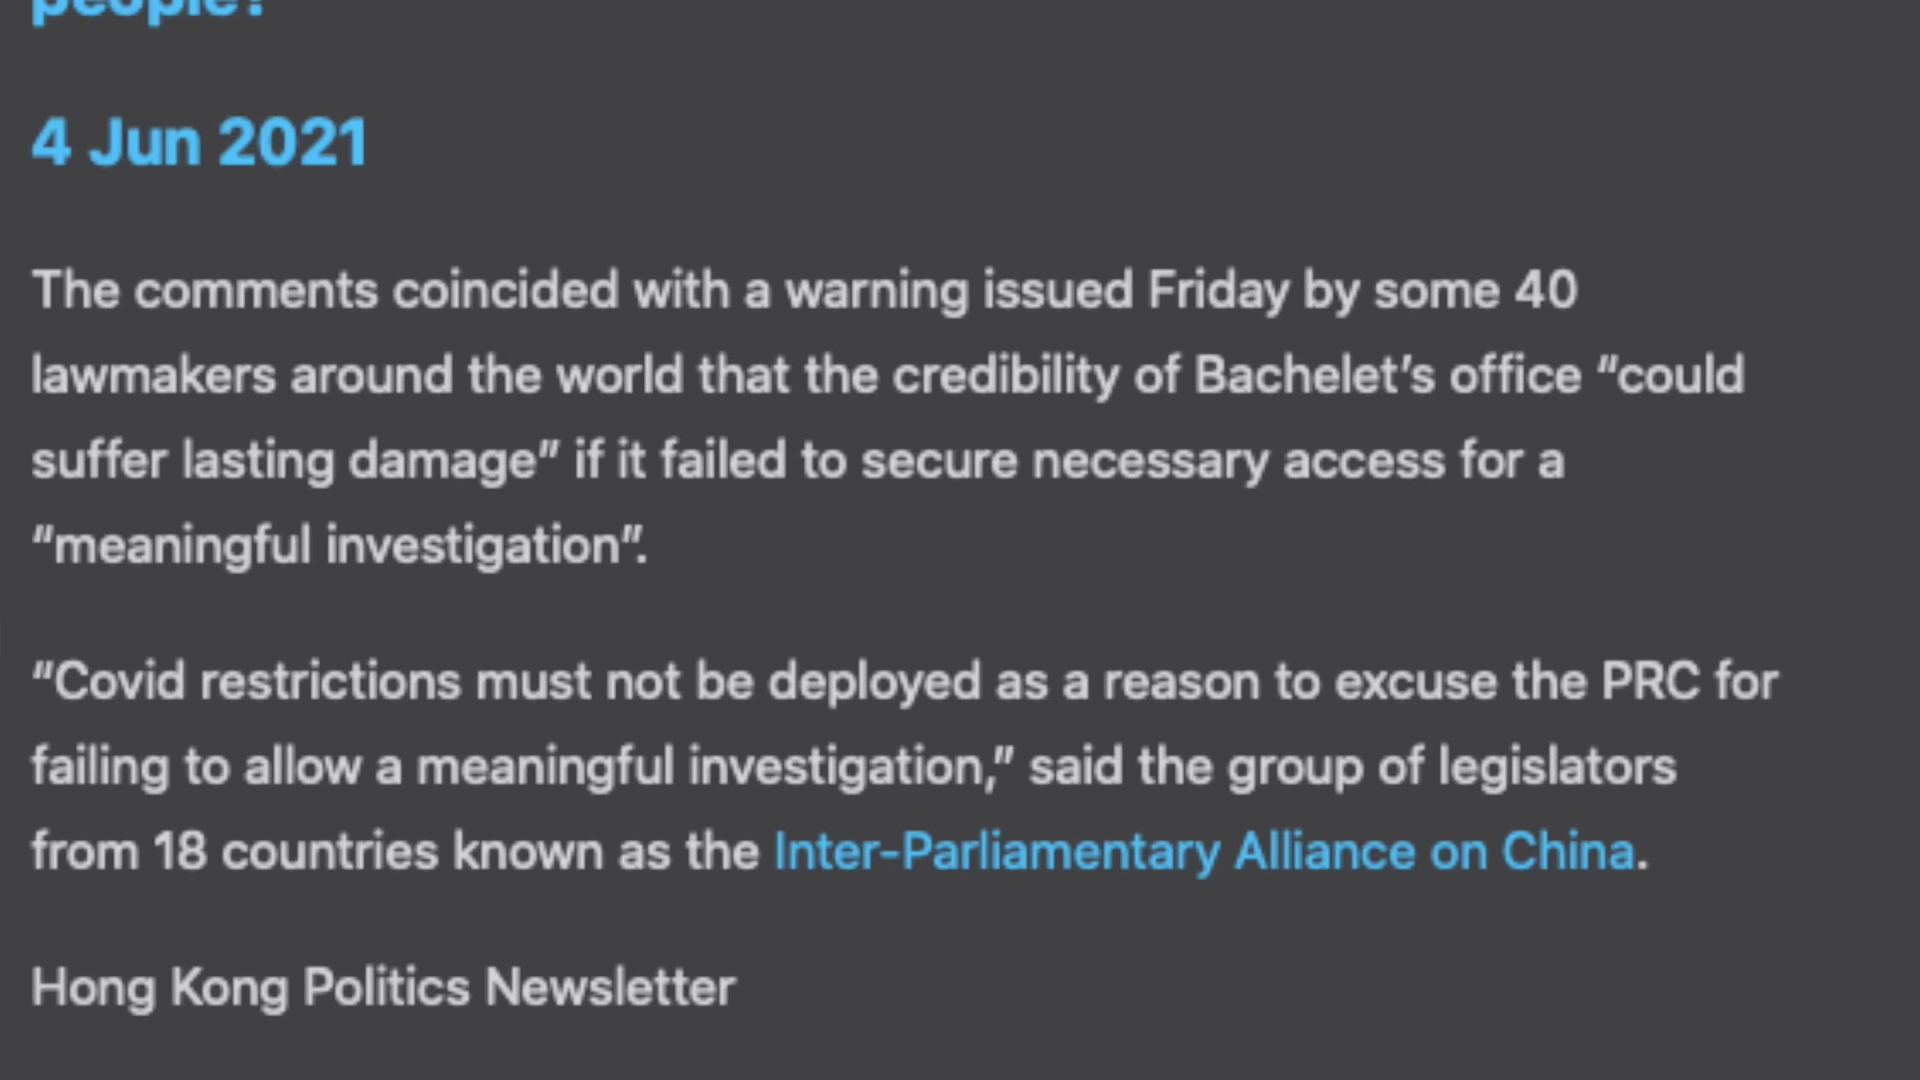 people?
4 Jun 2021
The comments coincided with a warning issued Friday by some 40
lawmakers around the world that the credibility of Bachelet’s office “could
suffer lasting damage” if it failed to secure necessary access for a
“meaningful investigation”.
“Covid restrictions must not be deployed as a reason to excuse the PRC for
failing to allow a meaningful investigation,” said the group of legislators
from 18 countries known as the Inter-Parliamentary Alliance on China.
Hong Kong Politics Newsletter